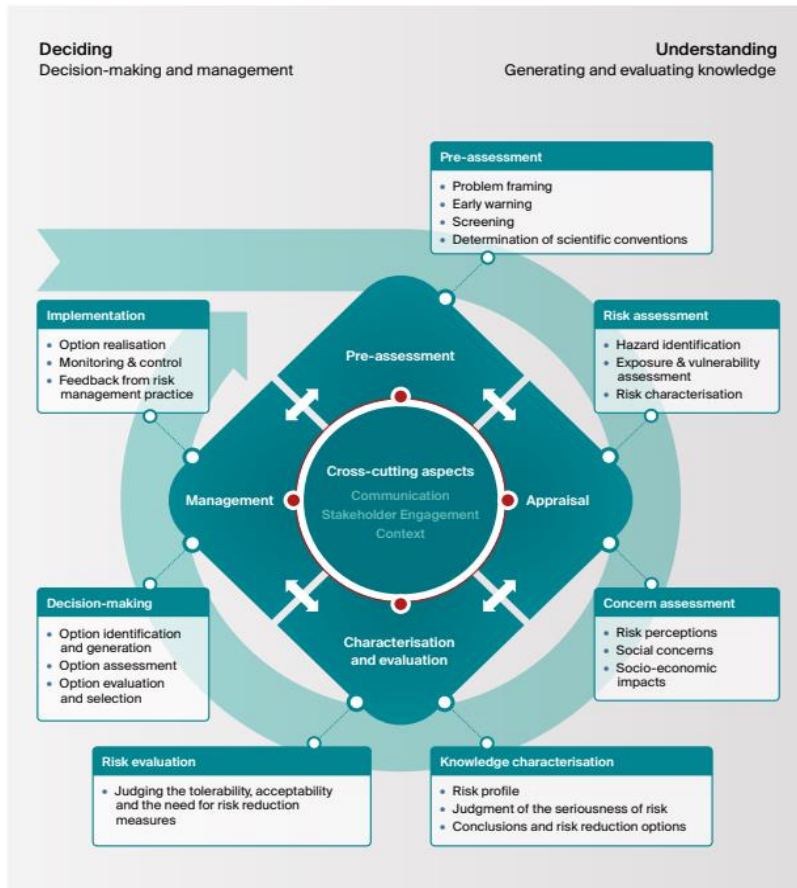 Deciding
Decision-making and management
Understanding
Generating and evaluating knowledge
Pre-assessment
• Problem framing
• Early warning
• Screening
• Determination of scientific conventions
Implementation
• Option realisation
• Monitoring & control
• Feedback from risk
management practice
Risk assessment
• Hazard identification
• Exposure & vulnerability
assessment
• Risk characterisation
Pre-assessment
Cross-cutting aspects
Communication
Stakeholder Engagement
Context
Management
Appraisal
Characterisation
and evaluation
Decision-making
• Option identification
and generation
• Option assessment
• Option evaluation
and selection
Concern assessment
• Risk perceptions
• Social concerns
• Socio-economic
impacts
Risk evaluation
• Judging the tolerability, acceptability
and the need for risk reduction
measures
Knowledge characterisation
• Risk profile
• Judgment of the seriousness of risk
• Conclusions and risk reduction options